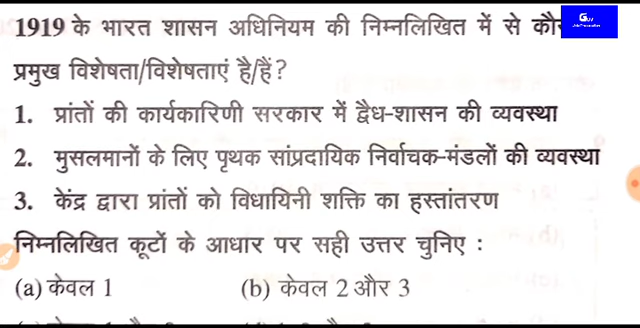 1919 के भारत शासन अधिनियम की निम्नलिखित में से
प्रमुख विशेषता/विशेषताएं है/हैं?
1. प्रांतों की कार्यकारिणी सरकार में द्वैध-शासन की व्यवस्था
2. मुसलमानों के लिए पृथक सांप्रदायिक निर्वाचक-मंडलों की व्यवस्था
3. केंद्र द्वारा प्रांतों को विधायिनी शक्ति का हस्तांतरण
निम्नलिखित कूटों के आधार पर सही उत्तर चुनिए :
(a) केवल 1 (b) केवल 2 और 3